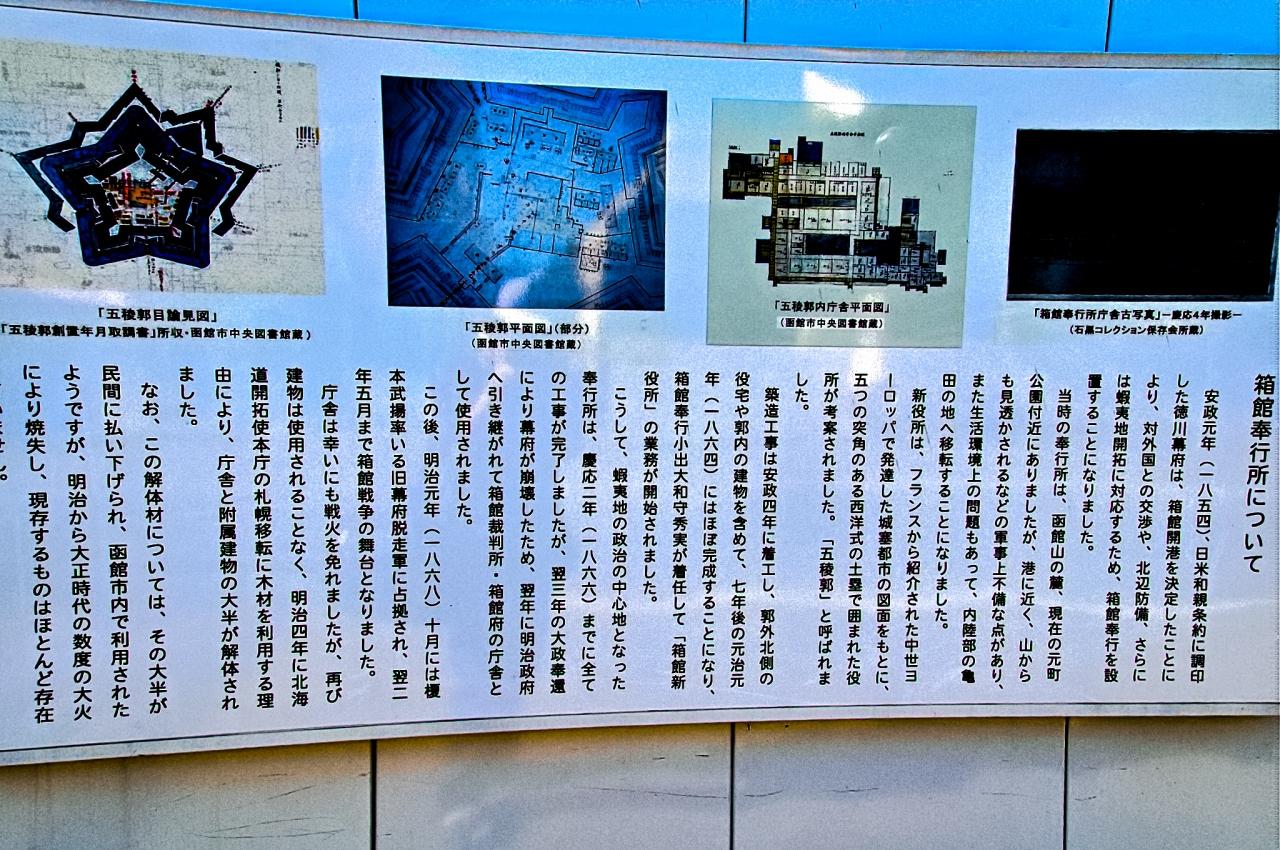 「五稜郭目論見図」
「五稜郭創置年月取調書」所収・函館市中央図書館蔵)
「五稜郭平面図」(部分)
(函館市中央図書館蔵)
「五稜郭内庁舎平面図」
(函館市中央図書館蔵)
「箱館奉行所庁舎古写真」ー慶応4年撮影ー
(石黒コレクション保存会所蔵)
箱館奉行所について
安政元年(一八五四)、日米和親条約に調印
した徳川幕府は、箱館開港を決定したことに
より、対外国との交渉や、北辺防備、さらに
は蝦夷地開拓に対応するため、箱館奉行を設
置することになりました。
当時の奉行所は、函館山の麓、現在の元町
公園付近にありましたが、港に近く、山から
も見透かされるなどの軍事上不備な点があり、
また生活環境上の問題もあって、内陸部の亀
田の地へ移転することになりました。
新役所は、フランスから紹介された中世ヨ
ーロッパで発達した城塞都市の図面をもとに、
五つの突角のある西洋式の土塁で囲まれた役
所が考案されました。「五稜郭」と呼ばれま
した。
築造工事は安政四年に着工し、郭外北側の
役宅や郭内の建物を含めて、七年後の元治元
年(一八六四)にはほぼ完成することになり、
箱館奉行小出大和守秀実が着任して「箱館新
役所」の業務が開始されました。
こうして、蝦夷地の政治の中心地となった
奉行所は、慶応二年(一八六六)までに全て
の工事が完了しましたが、翌三年の大政奉還
により幕府が崩壊したため、翌年に明治政府
へ引き継がれて箱館裁判所・箱館府の庁舎と
して使用されました。
この後、明治元年(一八六八)十月には榎
本武揚率いる旧幕府脱走軍に占拠され、翌二
年五月まで箱館戦争の舞台となりました。
庁舎は幸いにも戦火を免れましたが、再び
建物は使用されることなく、明治四年に北海
道開拓使本庁の札幌移転に木材を利用する理
由により、庁舎と附属建物の大半が解体され
ました。
なお、この解体材については、その大半が
民間に払い下げられ、函館市内で利用された
ようですが、明治から大正時代の数度の大火
により焼失し、現存するものはほとんど存在